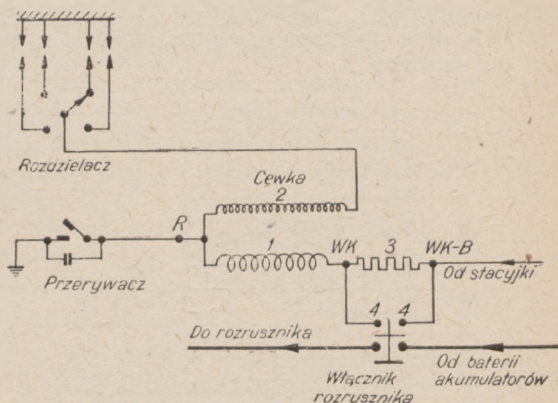 Rozdzielacz
Cewka
2
R
1
WK
3
WK-B
Od stacyjki
Przerywacz
4
4
Do rozrusznika
Od baterii
akumulatorów
Włącznik
rozrusznika